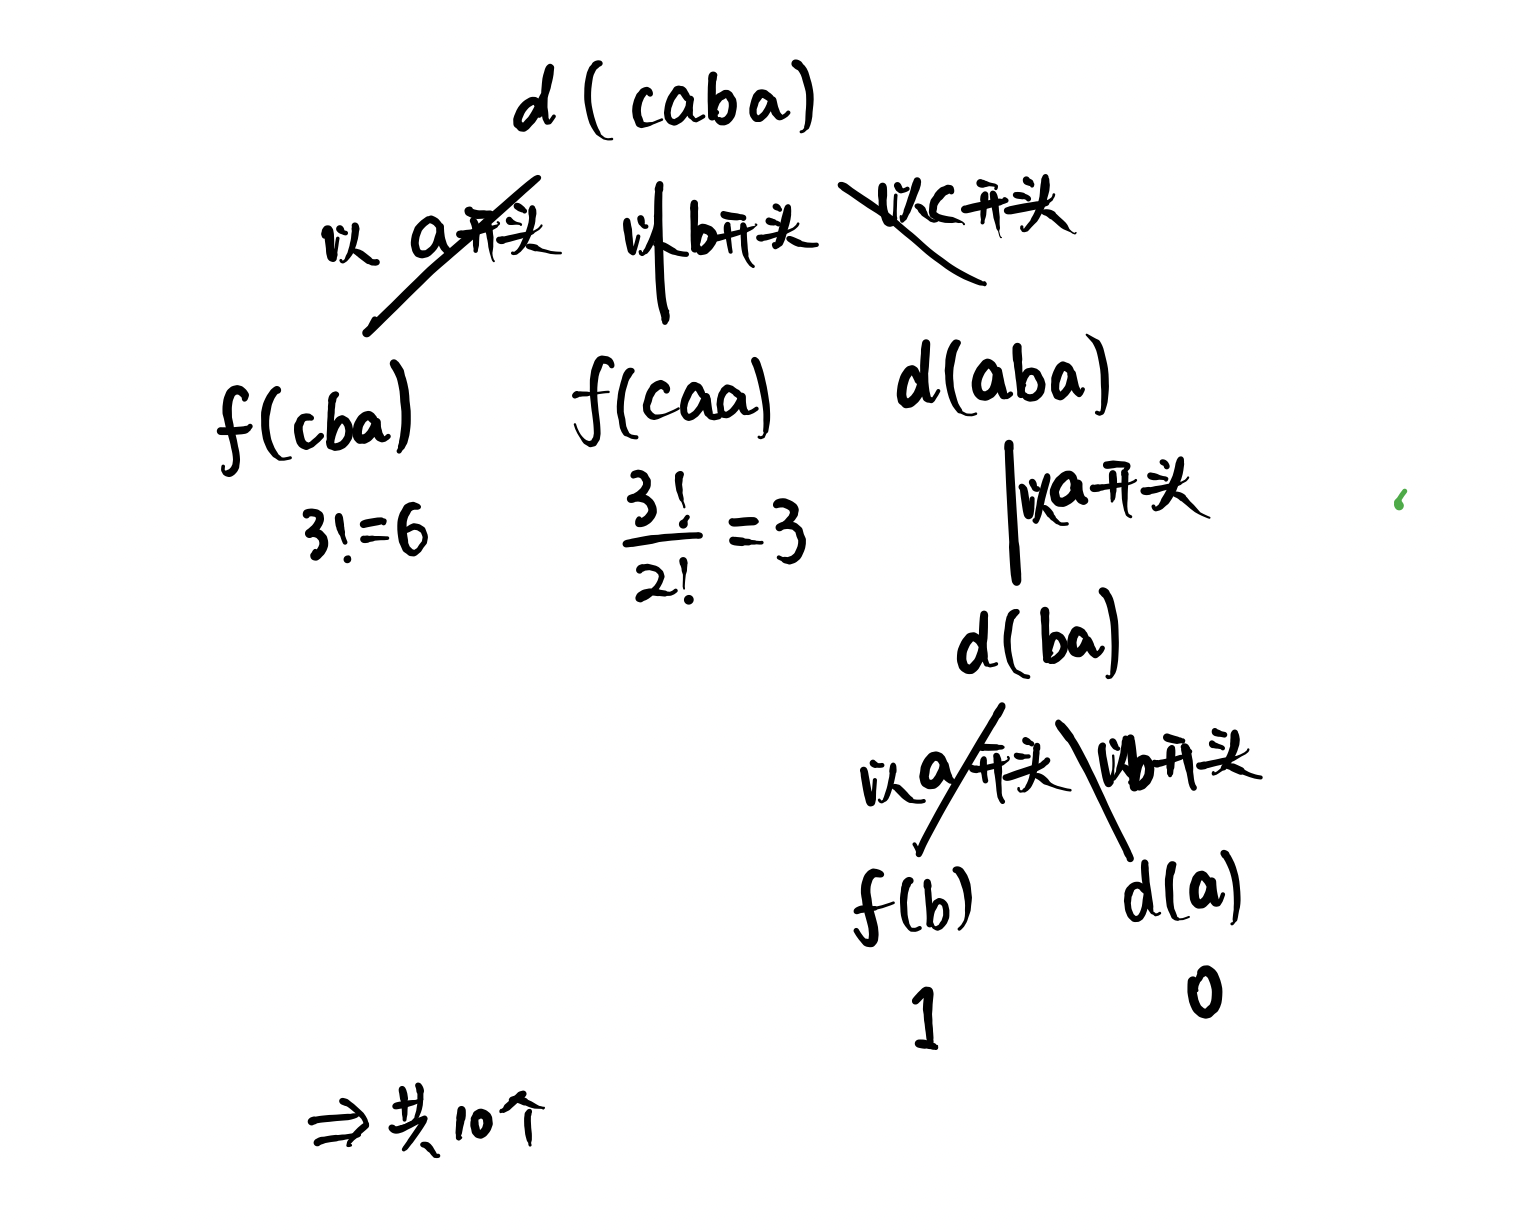 d(caba)
以a开头 以b开头 以c开头
f(cba) f(caa) d(aba)
3!=6 3!/2!=3 以a开头
d(ba)
以a开头 以b开头
f(b) d(a)
1 0
⇒共10个